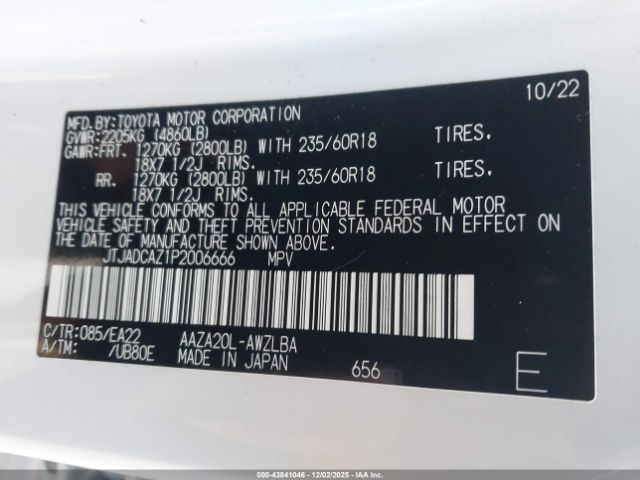 10/22
MFD.BY:TOYOTA MOTOR CORPORATION
GVWR:2205KG (4860LB)
GAWR:FRT. 1270KG (2800LB) WITH 235/60R18 TIRES.
18X7 1/2J RIMS.
RR. 1270KG (2800LB) WITH 235/60R18 TIRES.
18X7 1/2J RIMS.
THIS VEHICLE CONFORMS TO ALL APPLICABLE FEDERAL MOTOR
VEHICLE SAFETY AND THEFT PREVENTION STANDARDS IN EFFECT ON
THE DATE OF MANUFACTURE SHOWN ABOVE.
JTJADCAZ1P2006666 MPV
C/TR:085/EA22 AAZA20L-AWZLBA
A/TM: /UB80E MADE IN JAPAN 656 E
000-43841046 - 12/02/2025 - COPYRIGHT IAA, LLC